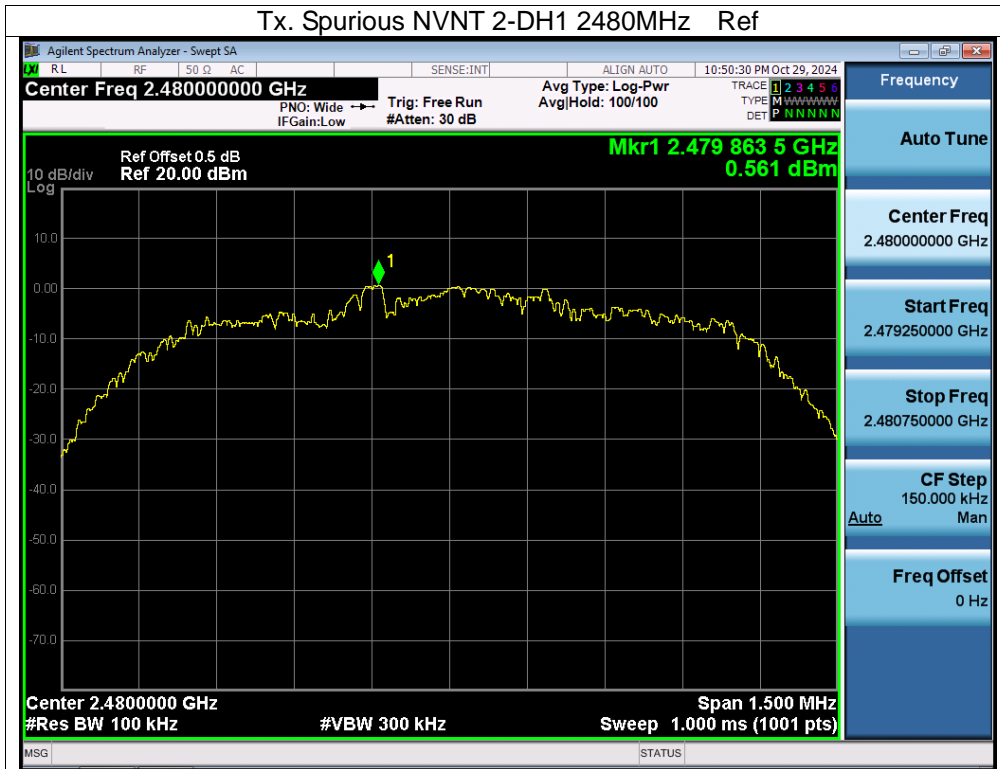 Tx. Spurious NVNT 2-DH1 2480MHz Ref
Agilent Spectrum Analyzer - Swept SA
LXI RL RF 50 Ω AC SENSE:INT ALIGN AUTO 10:50:30 PM Oct 29, 2024
Center Freq 2.480000000 GHz
PNO: Wide
IFGain:Low
Trig: Free Run
#Atten: 30 dB
Avg Type: Log-Pwr
Avg|Hold: 100/100
TRACE 1 2 3 4 5 6
TYPE M WWWWW
DET P N N N N N
Mkr1 2.479 863 5 GHz
0.561 dBm
Ref Offset 0.5 dB
10 dB/div Ref 20.00 dBm
Log
10.0
0.00
-10.0
-20.0
-30.0
-40.0
-50.0
-60.0
-70.0
1
Center 2.4800000 GHz Span 1.500 MHz
#Res BW 100 kHz #VBW 300 kHz Sweep 1.000 ms (1001 pts)
MSG STATUS
Frequency
Auto Tune
Center Freq
2.480000000 GHz
Start Freq
2.479250000 GHz
Stop Freq
2.480750000 GHz
CF Step
150.000 kHz
Auto Man
Freq Offset
0 Hz